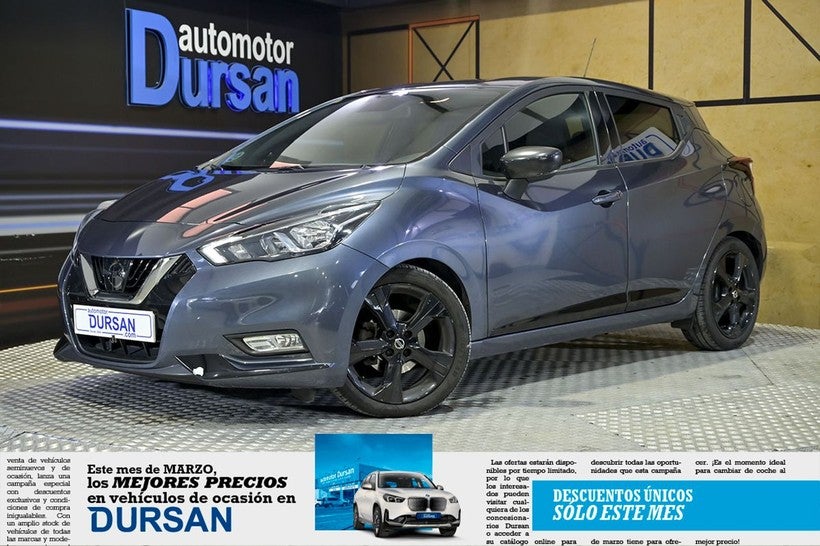 automotor
Dursan
automotor
DURSAN
.com
venta de vehículos
seminuevos y de
ocasión, lanza una
campaña especial
con descuentos
exclusivos y condi-
ciones de compra
inigualables. Con
un amplio stock de
vehículos de todas
las marcas y mode-
Este mes de MARZO,
los MEJORES PRECIOS
en vehículos de ocasión en
DURSAN
automotor Dursan
Las ofertas estarán dispo-
nibles por tiempo limitado,
por lo que
los interesa-
dos pueden
visitar cual-
quiera de los
concesiona-
rios Dursan
o acceder a
su catálogo online para
descubrir todas las oportu-
nidades que esta campaña
de marzo tiene para ofre-
cer. ¡Es el momento ideal
para cambiar de coche al
mejor precio!
DESCUENTOS ÚNICOS
SÓLO ESTE MES